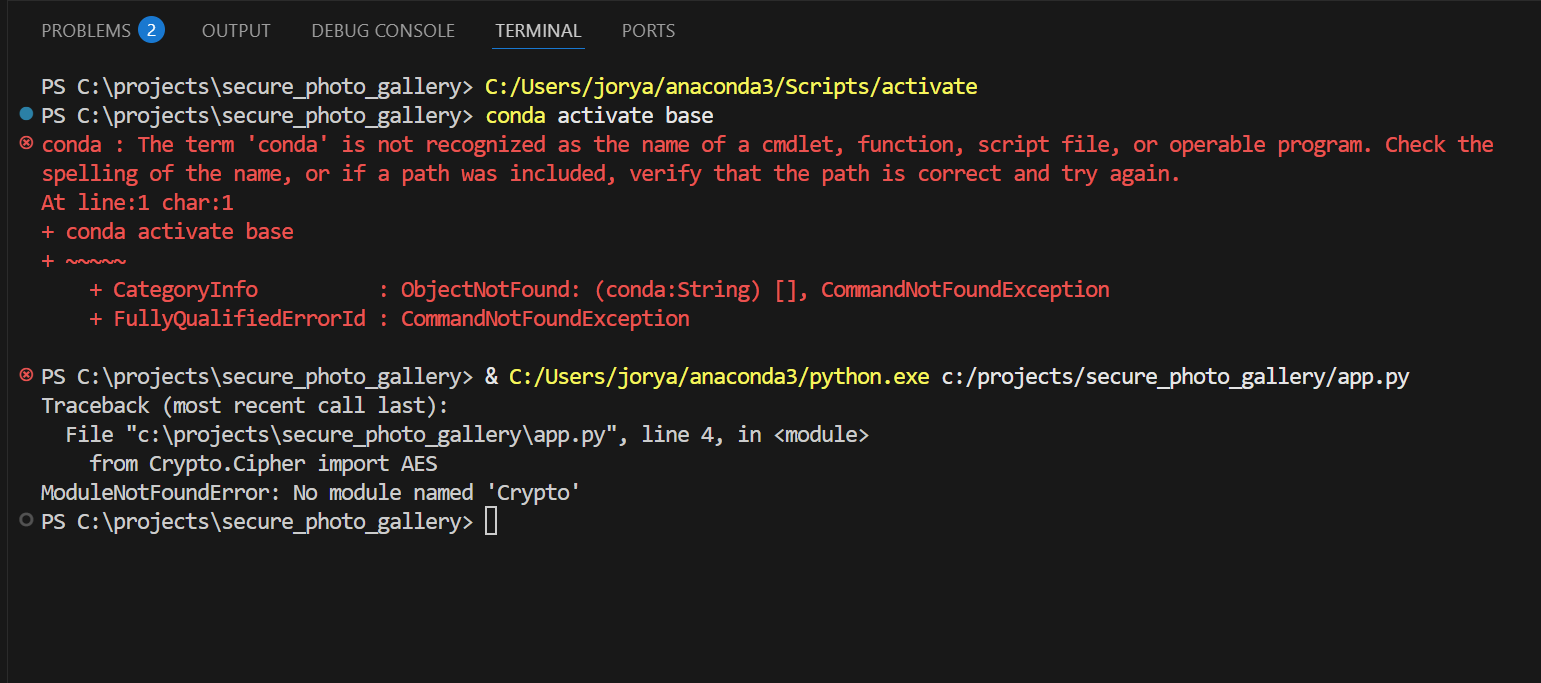 PROBLEMS 2 OUTPUT DEBUG CONSOLE TERMINAL PORTS
PS C:\projects\secure_photo_gallery> C:/Users/jorya/anaconda3/Scripts/activate
PS C:\projects\secure_photo_gallery> conda activate base
conda : The term 'conda' is not recognized as the name of a cmdlet, function, script file, or operable program. Check the
spelling of the name, or if a path was included, verify that the path is correct and try again.
At line:1 char:1
+ conda activate base
+ ~~~~~
    + CategoryInfo          : ObjectNotFound: (conda:String) [], CommandNotFoundException
    + FullyQualifiedErrorId : CommandNotFoundException
PS C:\projects\secure_photo_gallery> & C:/Users/jorya/anaconda3/python.exe c:/projects/secure_photo_gallery/app.py
Traceback (most recent call last):
  File "c:\projects\secure_photo_gallery\app.py", line 4, in <module>
    from Crypto.Cipher import AES
ModuleNotFoundError: No module named 'Crypto'
PS C:\projects\secure_photo_gallery>